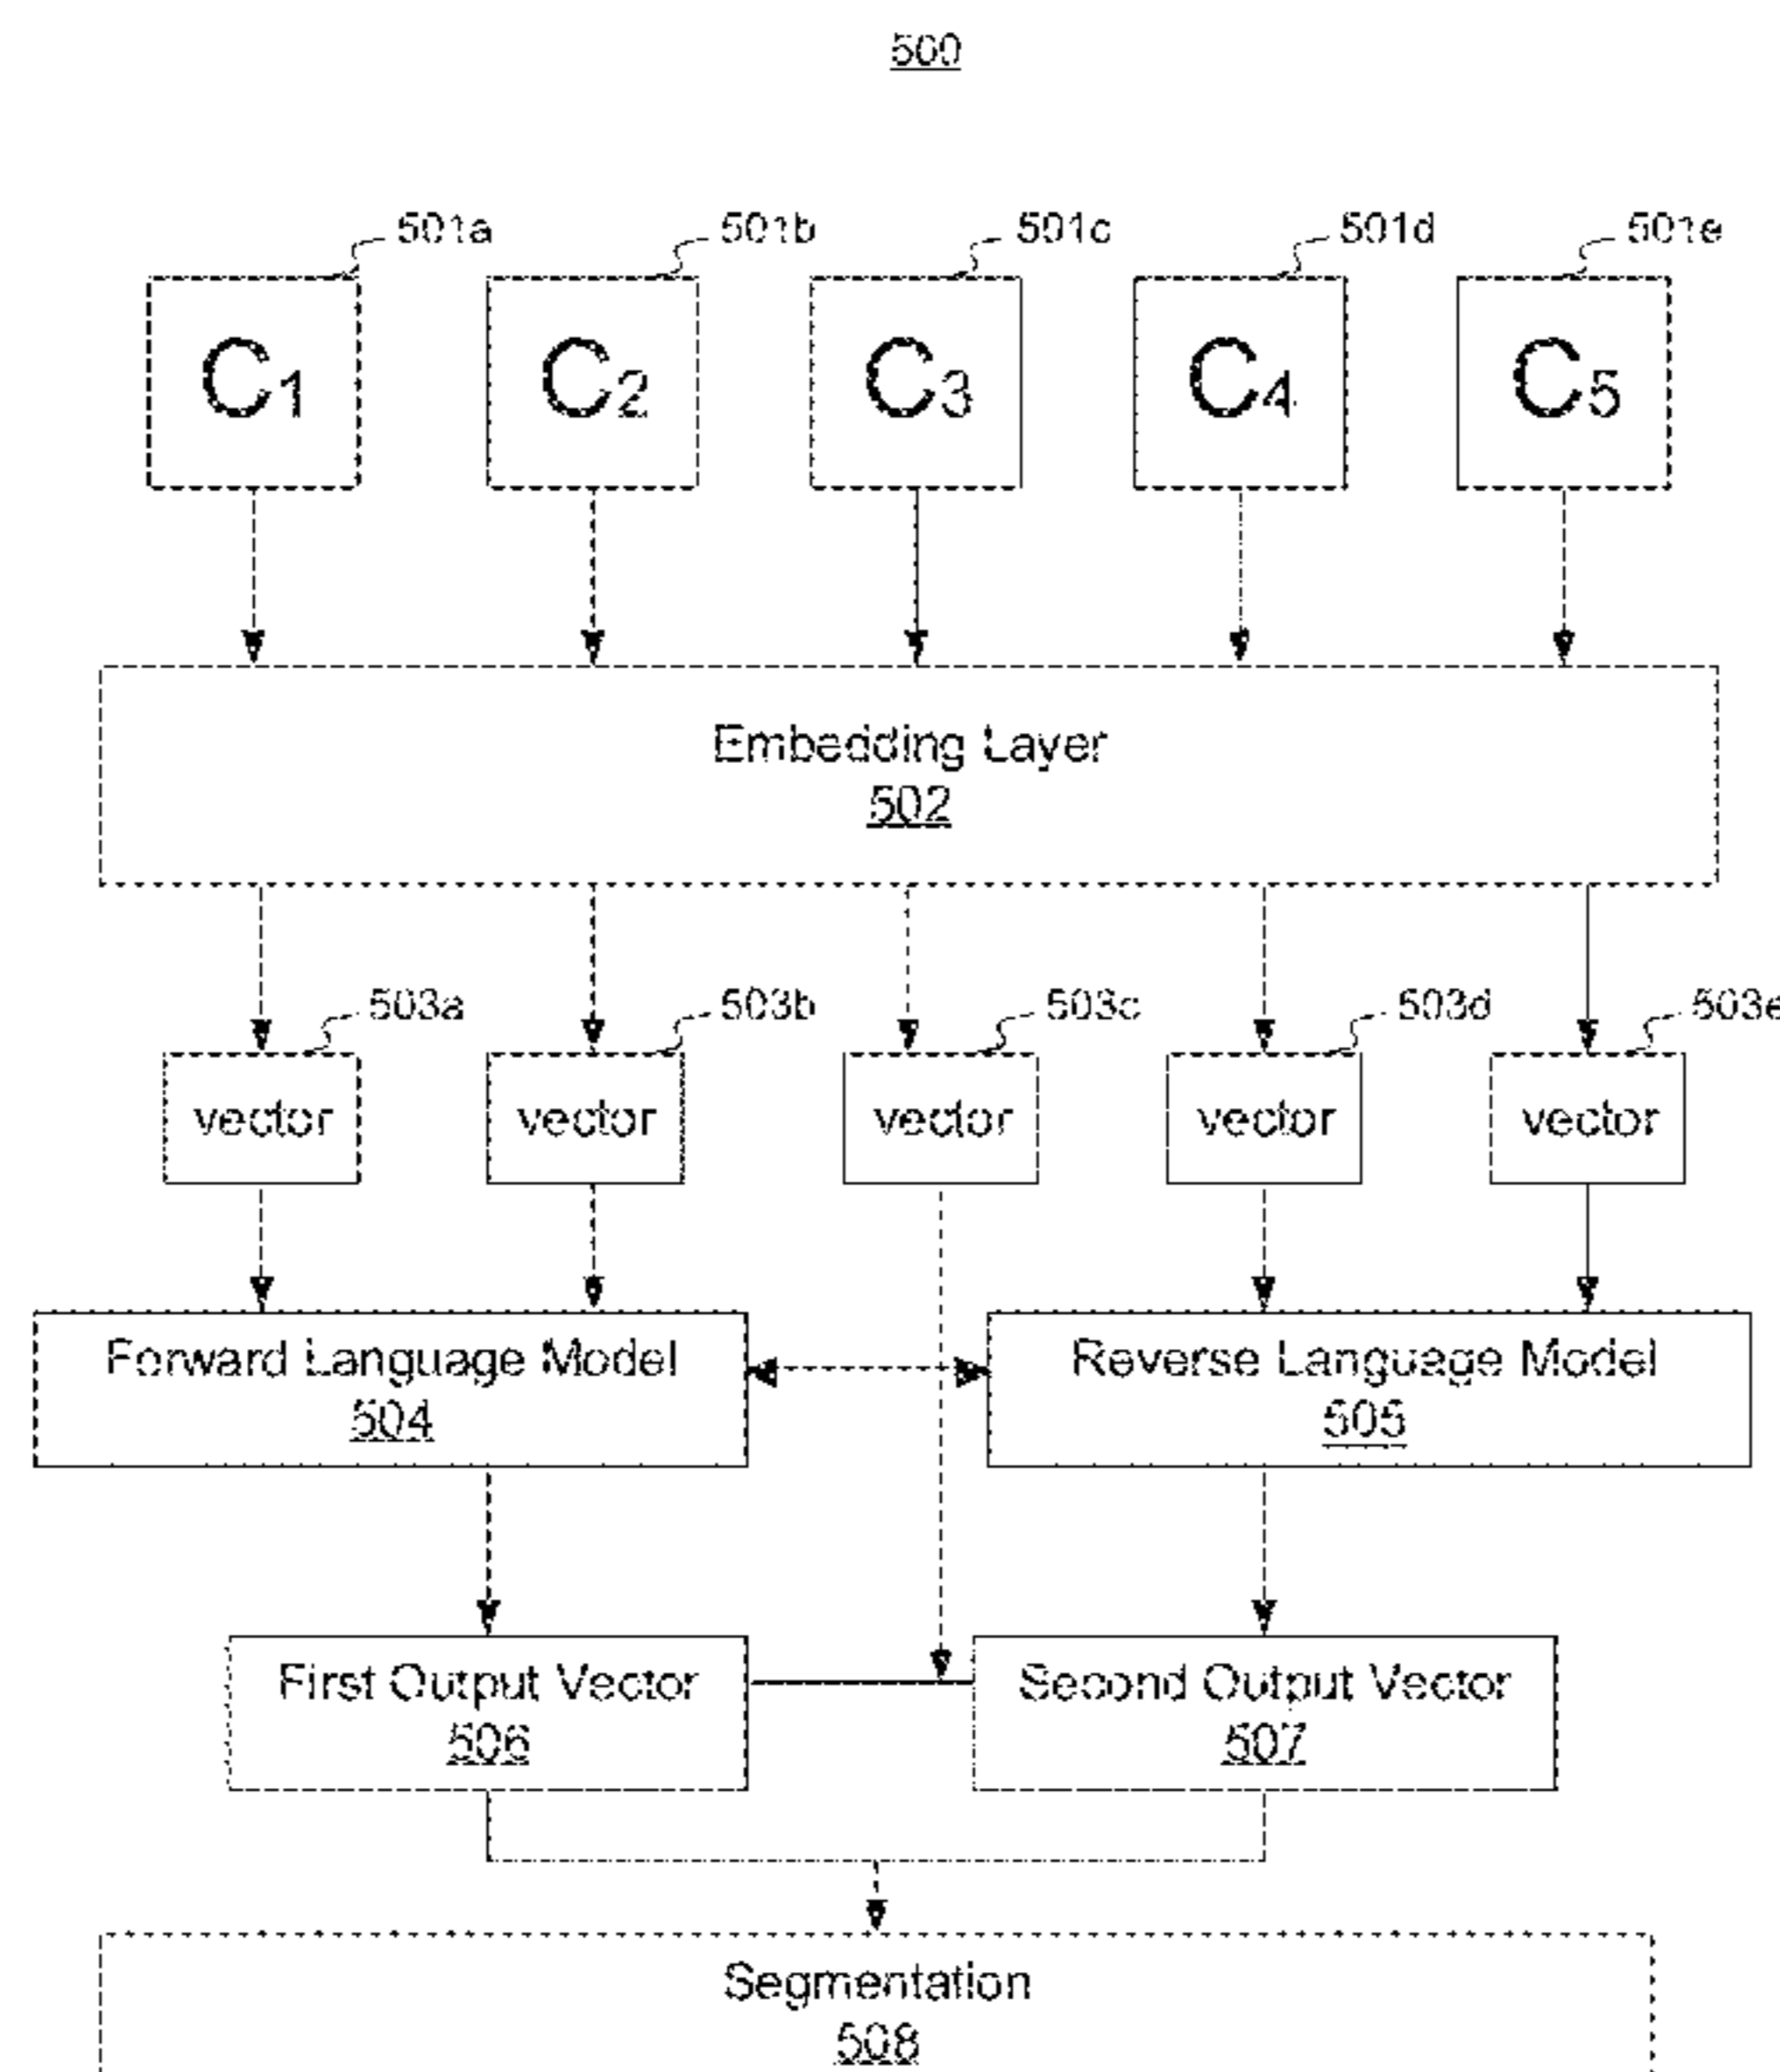 500
501a 501b 501c 501d 501e
C1 C2 C3 C4 C5
Embedding Layer
502
503a 503b 503c 503d 503e
vector vector vector vector vector
Forward Language Model Reverse Language Model
504 505
First Output Vector Second Output Vector
506 507
Segmentation
508